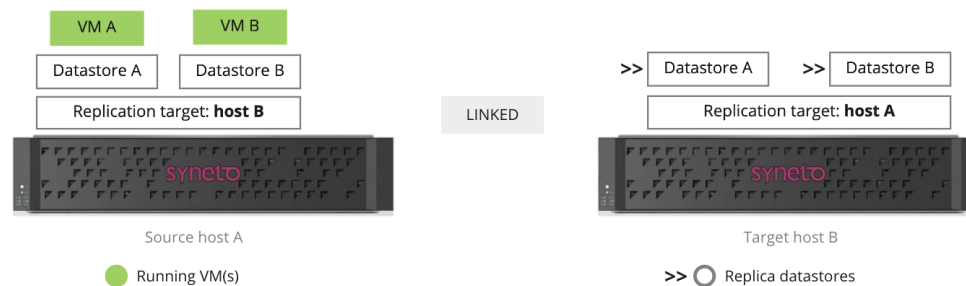 VM A
VM B
Datastore A
Datastore B
>> Datastore A
>> Datastore B
Replication target: host B
LINKED
Replication target: host A
syneto
syneto
Source host A
Target host B
Running VM(s)
>> Replica datastores